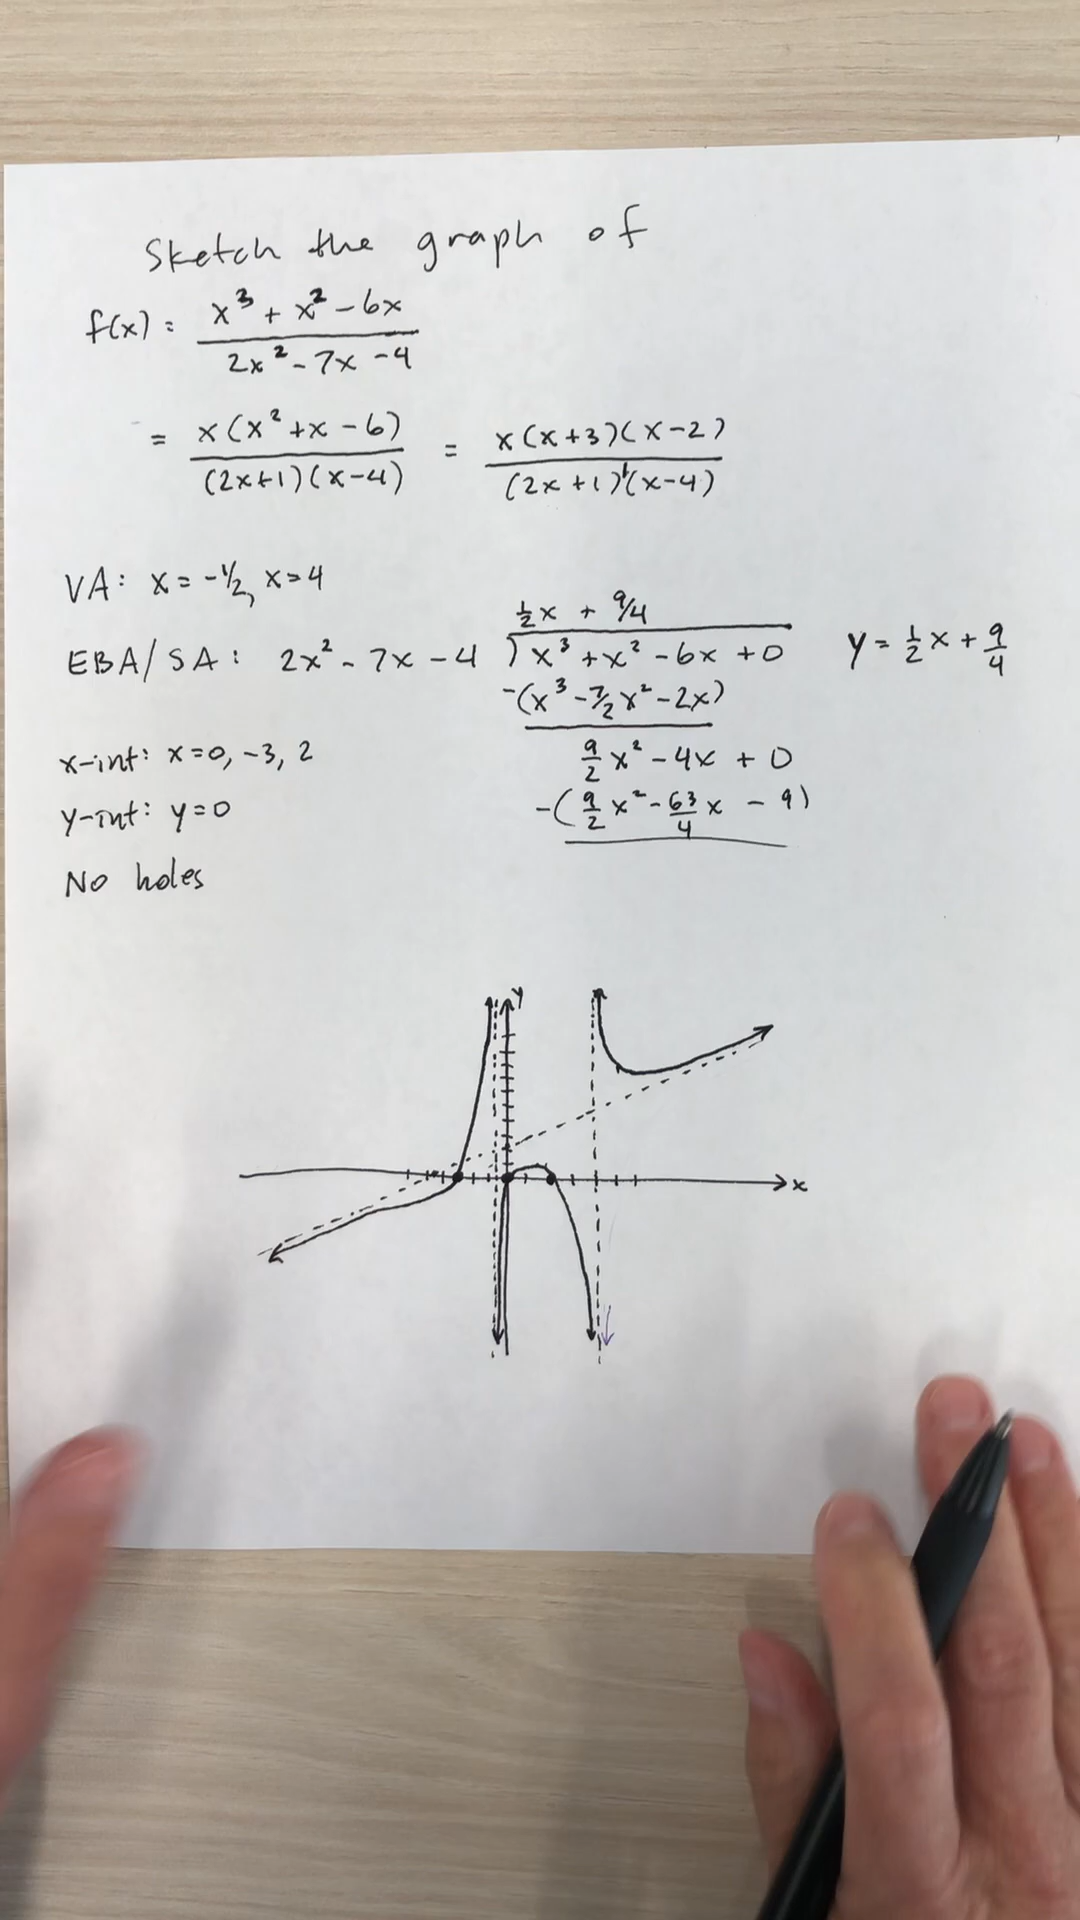 Sketch the graph of
f(x) = x³ + x² - 6x / 2x² - 7x - 4
= x(x² + x - 6) / (2x+1)(x-4) = x(x+3)(x-2) / (2x+1)(x-4)
VA: x = -1/2, x = 4
1/2x + 9/4
EBA/SA: 2x² - 7x - 4 ) x³ + x² - 6x + 0 y = 1/2x + 9/4
-(x³ - 7/2x² - 2x)
x-int: x = 0, -3, 2
9/2x² - 4x + 0
y-int: y = 0
-(9/2x² - 63/4x - 9)
No holes
y
x